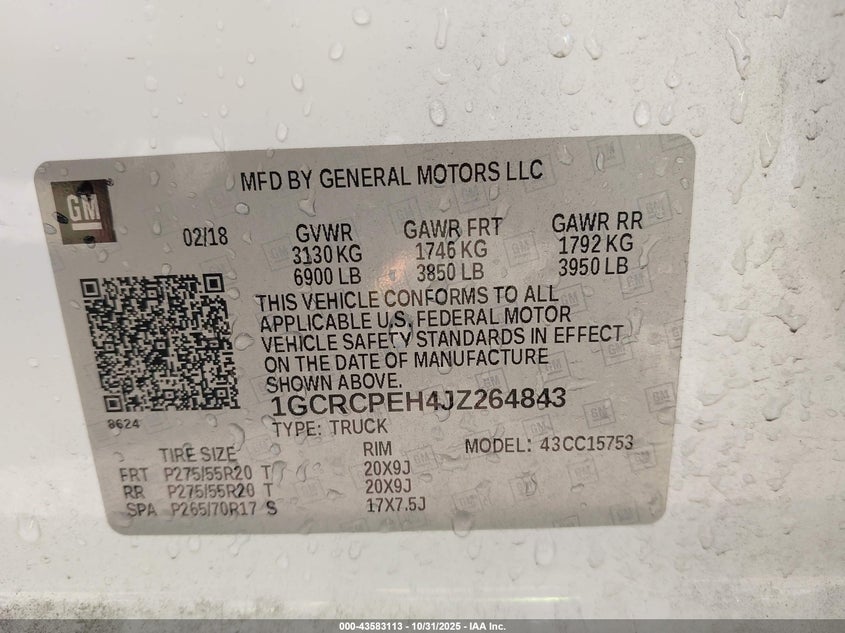 MFD BY GENERAL MOTORS LLC
GM
02/18 GVWR GAWR FRT GAWR RR
3130 KG 1746 KG 1792 KG
6900 LB 3850 LB 3950 LB
THIS VEHICLE CONFORMS TO ALL
APPLICABLE U.S. FEDERAL MOTOR
VEHICLE SAFETY STANDARDS IN EFFECT
ON THE DATE OF MANUFACTURE
SHOWN ABOVE.
1GCRCPEH4JZ264843
8624
TYPE: TRUCK
TIRE SIZE RIM MODEL: 43CC15753
FRT P275/55R20 T 20X9J
RR P275/55R20 T 20X9J
SPA P265/70R17 S 17X7.5J
000-43583113 - 10/31/2025 - IAA Inc.